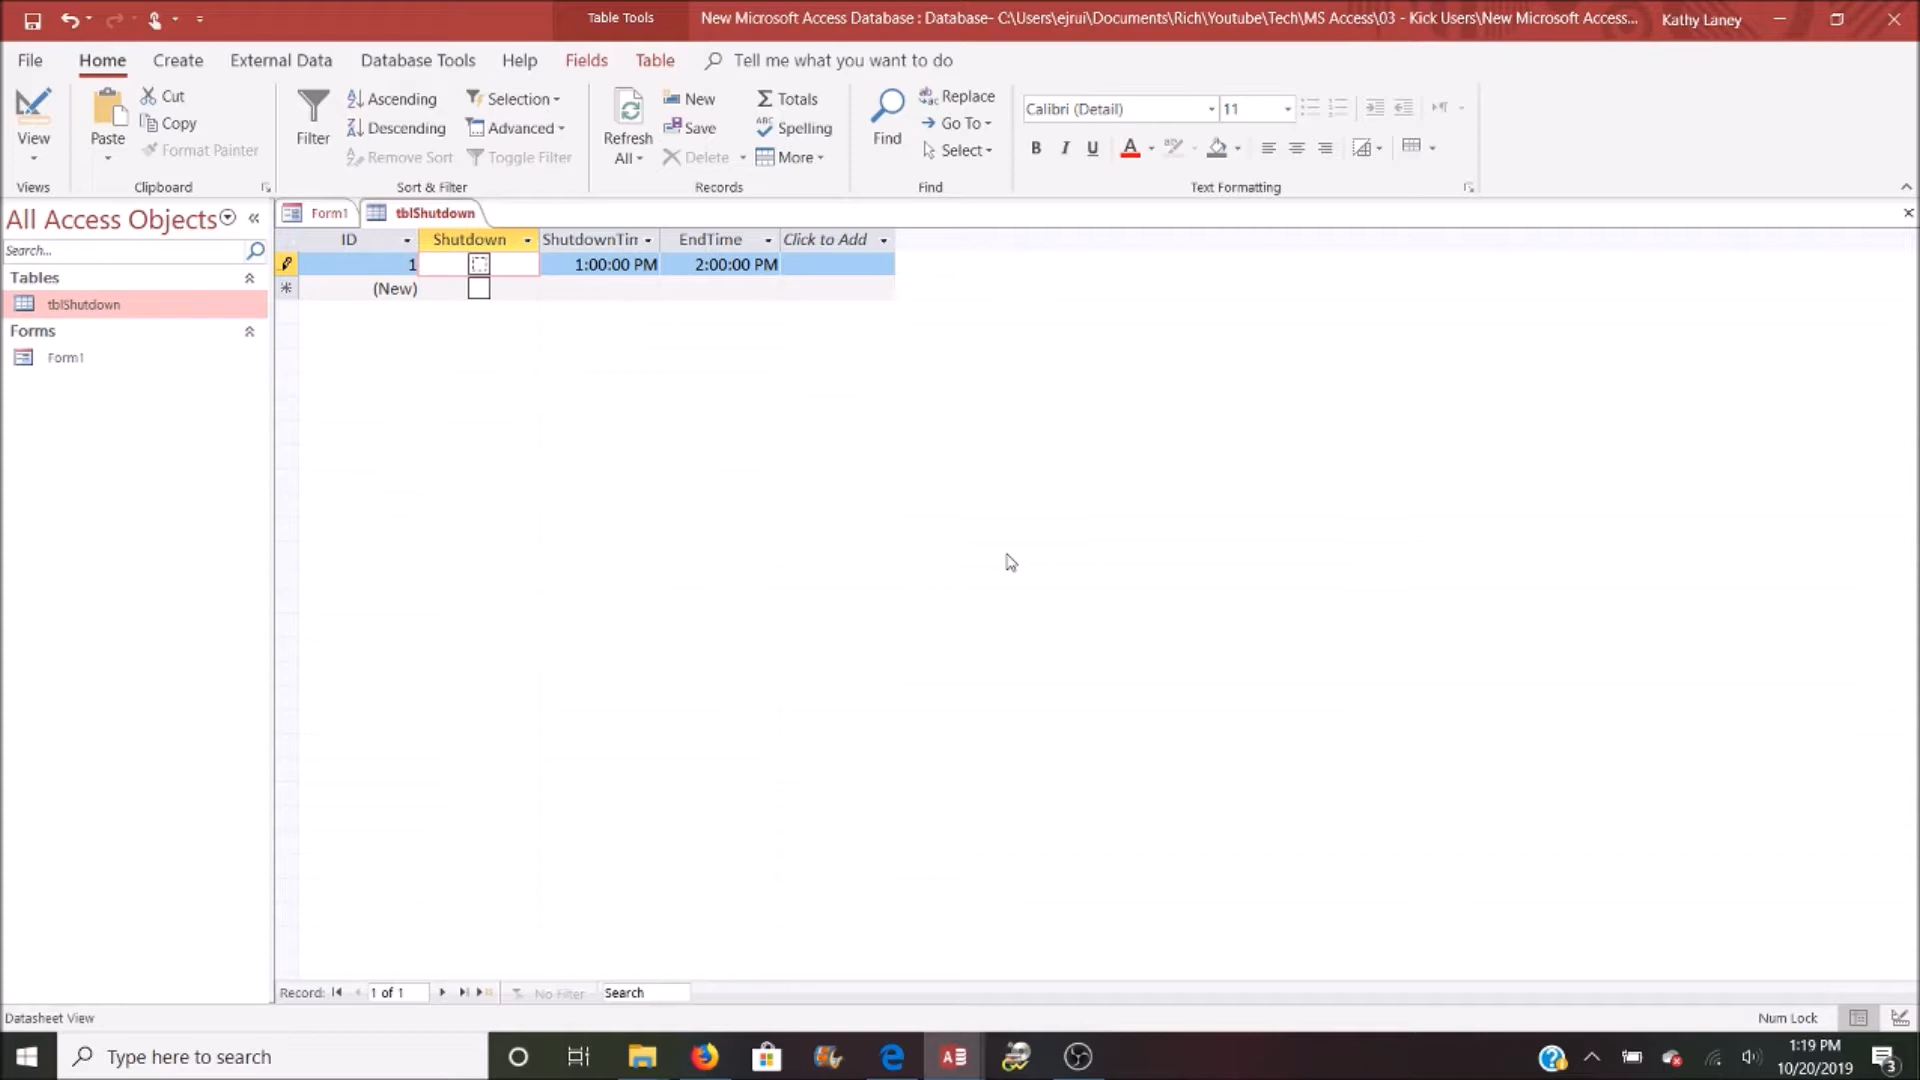 Table Tools
New Microsoft Access Database : Database- C:\Users\ejrui\Documents\Rich\Youtube\Tech\MS Access\03 - Kick Users\New Microsoft Access...
Kathy Laney
File Home Create External Data Database Tools Help Fields Table Tell me what you want to do
View
Paste
Cut
Copy
Format Painter
Filter
Ascending
Descending
Remove Sort
Selection
Advanced
Toggle Filter
Refresh
All
New
Save
Delete
Totals
Spelling
More
Find
Replace
Go To
Select
Calibri (Detail) 11
B I U A
Views Clipboard Sort & Filter Records Find Text Formatting
All Access Objects
Search...
Tables
tblShutdown
Forms
Form1
Form1 tblShutdown
ID Shutdown ShutdownTim EndTime Click to Add
1 1:00:00 PM 2:00:00 PM
(New)
Record: 1 of 1 No Filter Search
Datasheet View Num Lock
Type here to search
1:19 PM
10/20/2019
3